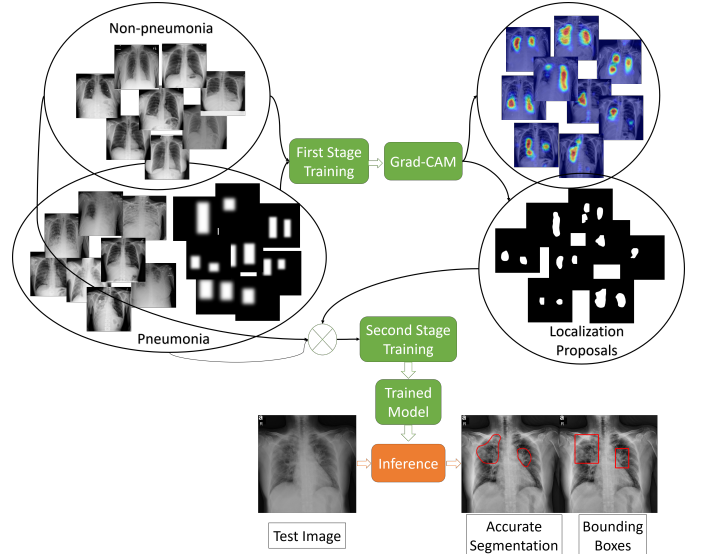 Non-pneumonia
First Stage
Training
Grad-CAM
Pneumonia
Second Stage
Training
Localization
Proposals
Trained
Model
Inference
R
R
R
Test Image
Accurate
Segmentation
Bounding
Boxes